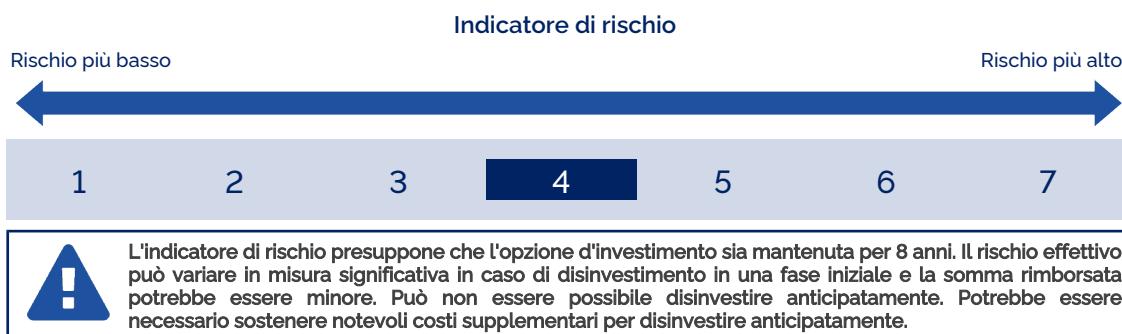 Indicatore di rischio
Rischio più basso
Rischio più alto
1 2 3 4 5 6 7
L'indicatore di rischio presuppone che l'opzione d'investimento sia mantenuta per 8 anni. Il rischio effettivo
può variare in misura significativa in caso di disinvestimento in una fase iniziale e la somma rimborsata
potrebbe essere minore. Può non essere possibile disinvestire anticipatamente. Potrebbe essere
necessario sostenere notevoli costi supplementari per disinvestire anticipatamente.